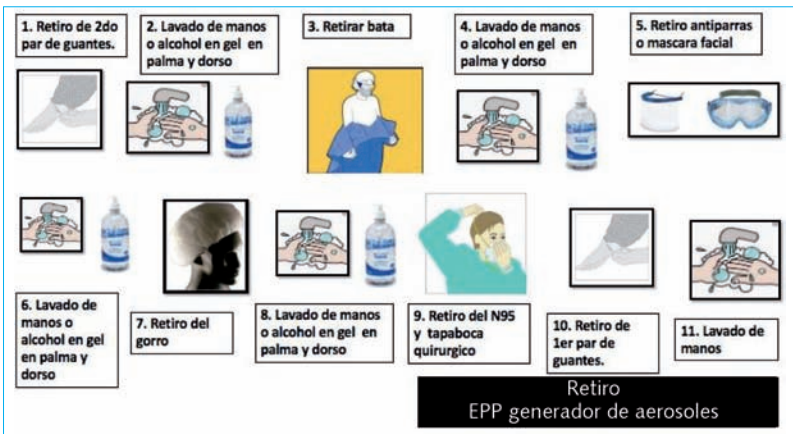 1. Retiro de 2do
par de guantes.
2. Lavado de manos
o alcohol en gel en
palma y dorso
3. Retirar bata
4. Lavado de manos
o alcohol en gel en
palma y dorso
5. Retiro antiparras
o mascara facial
6. Lavado de
manos o
alcohol en gel
en palma y
dorso
7. Retiro del
gorro
8. Lavado de manos
o alcohol en gel en
palma y dorso
9. Retiro del N95
y tapaboca
quirurgico
10. Retiro de
1er par de
guantes.
11. Lavado de
manos
Retiro
EPP generador de aerosoles